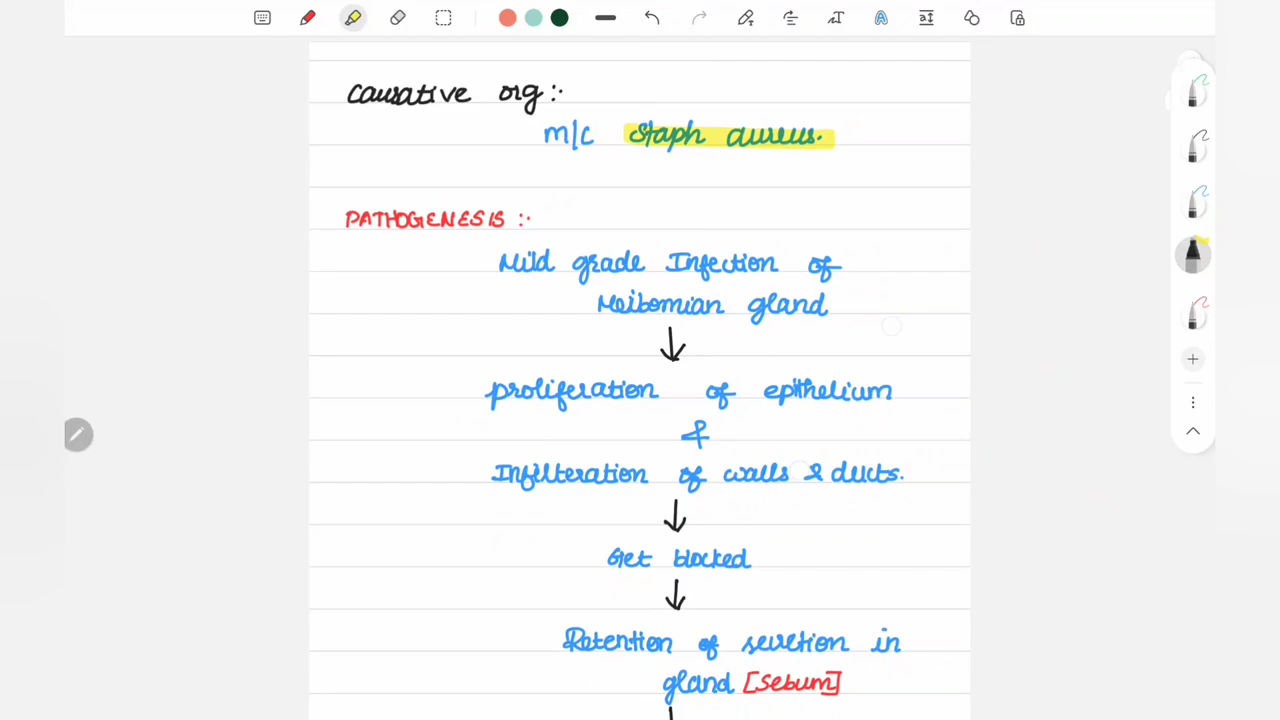 Causative org :-
m/c Staph aureus.
PATHOGENESIS :-
Mild grade Infection of
Meibomian gland
↓
proliferation of epithelium
&
Infilteration of walls & ducts.
↓
Get blocked
↓
Retention of secretion in
gland [Sebum]